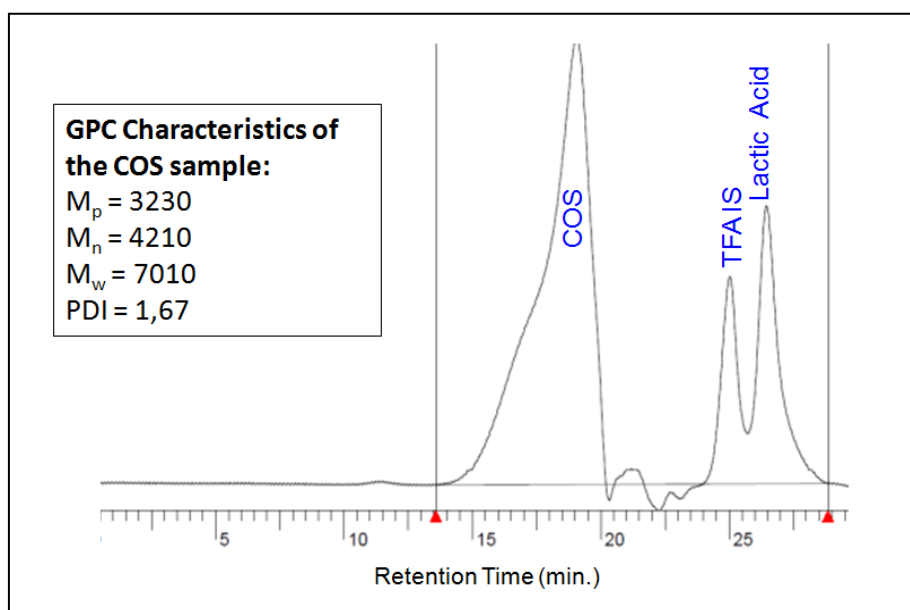 GPC Characteristics of
the COS sample:
Mp = 3230
Mn = 4210
Mw = 7010
PDI = 1,67
COS
TFA IS
Lactic Acid
5
10
15
20
25
Retention Time (min.)